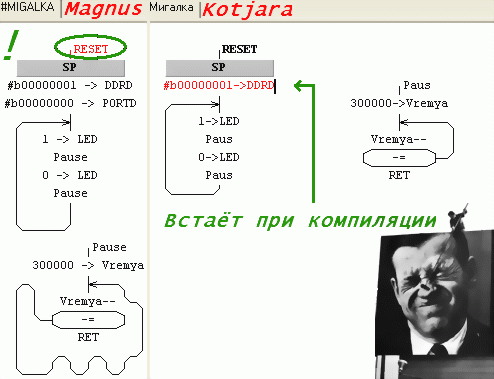 #MIGALKA
Magnus
Мигалка
Kotjara
!
RESET
SP
#b00000001 -> DDRD
#b00000000 -> PORTD
1 -> LED
Pause
0 -> LED
Pause
Pause
300000 -> Vremya
Vremya--
-=
RET
RESET
SP
#b00000001->DDRD
1->LED
Paus
0->LED
Paus
Paus
300000->Vremya
Vremya--
-=
RET
Встаёт при компиляции